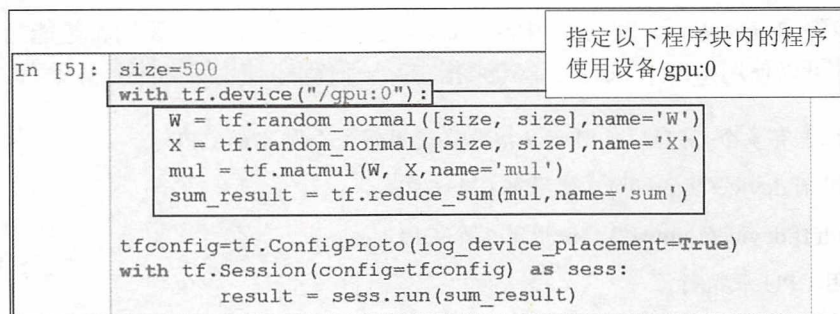 指定以下程序块内的程序
使用设备/gpu:0
In [5]: size=500
with tf.device("/gpu:0"):
W = tf.random_normal([size, size],name='W')
X = tf.random_normal([size, size],name='X')
mul = tf.matmul(W, X,name='mul')
sum_result = tf.reduce_sum(mul,name='sum')
tfconfig=tf.ConfigProto(log_device_placement=True)
with tf.Session(config=tfconfig) as sess:
result = sess.run(sum_result)